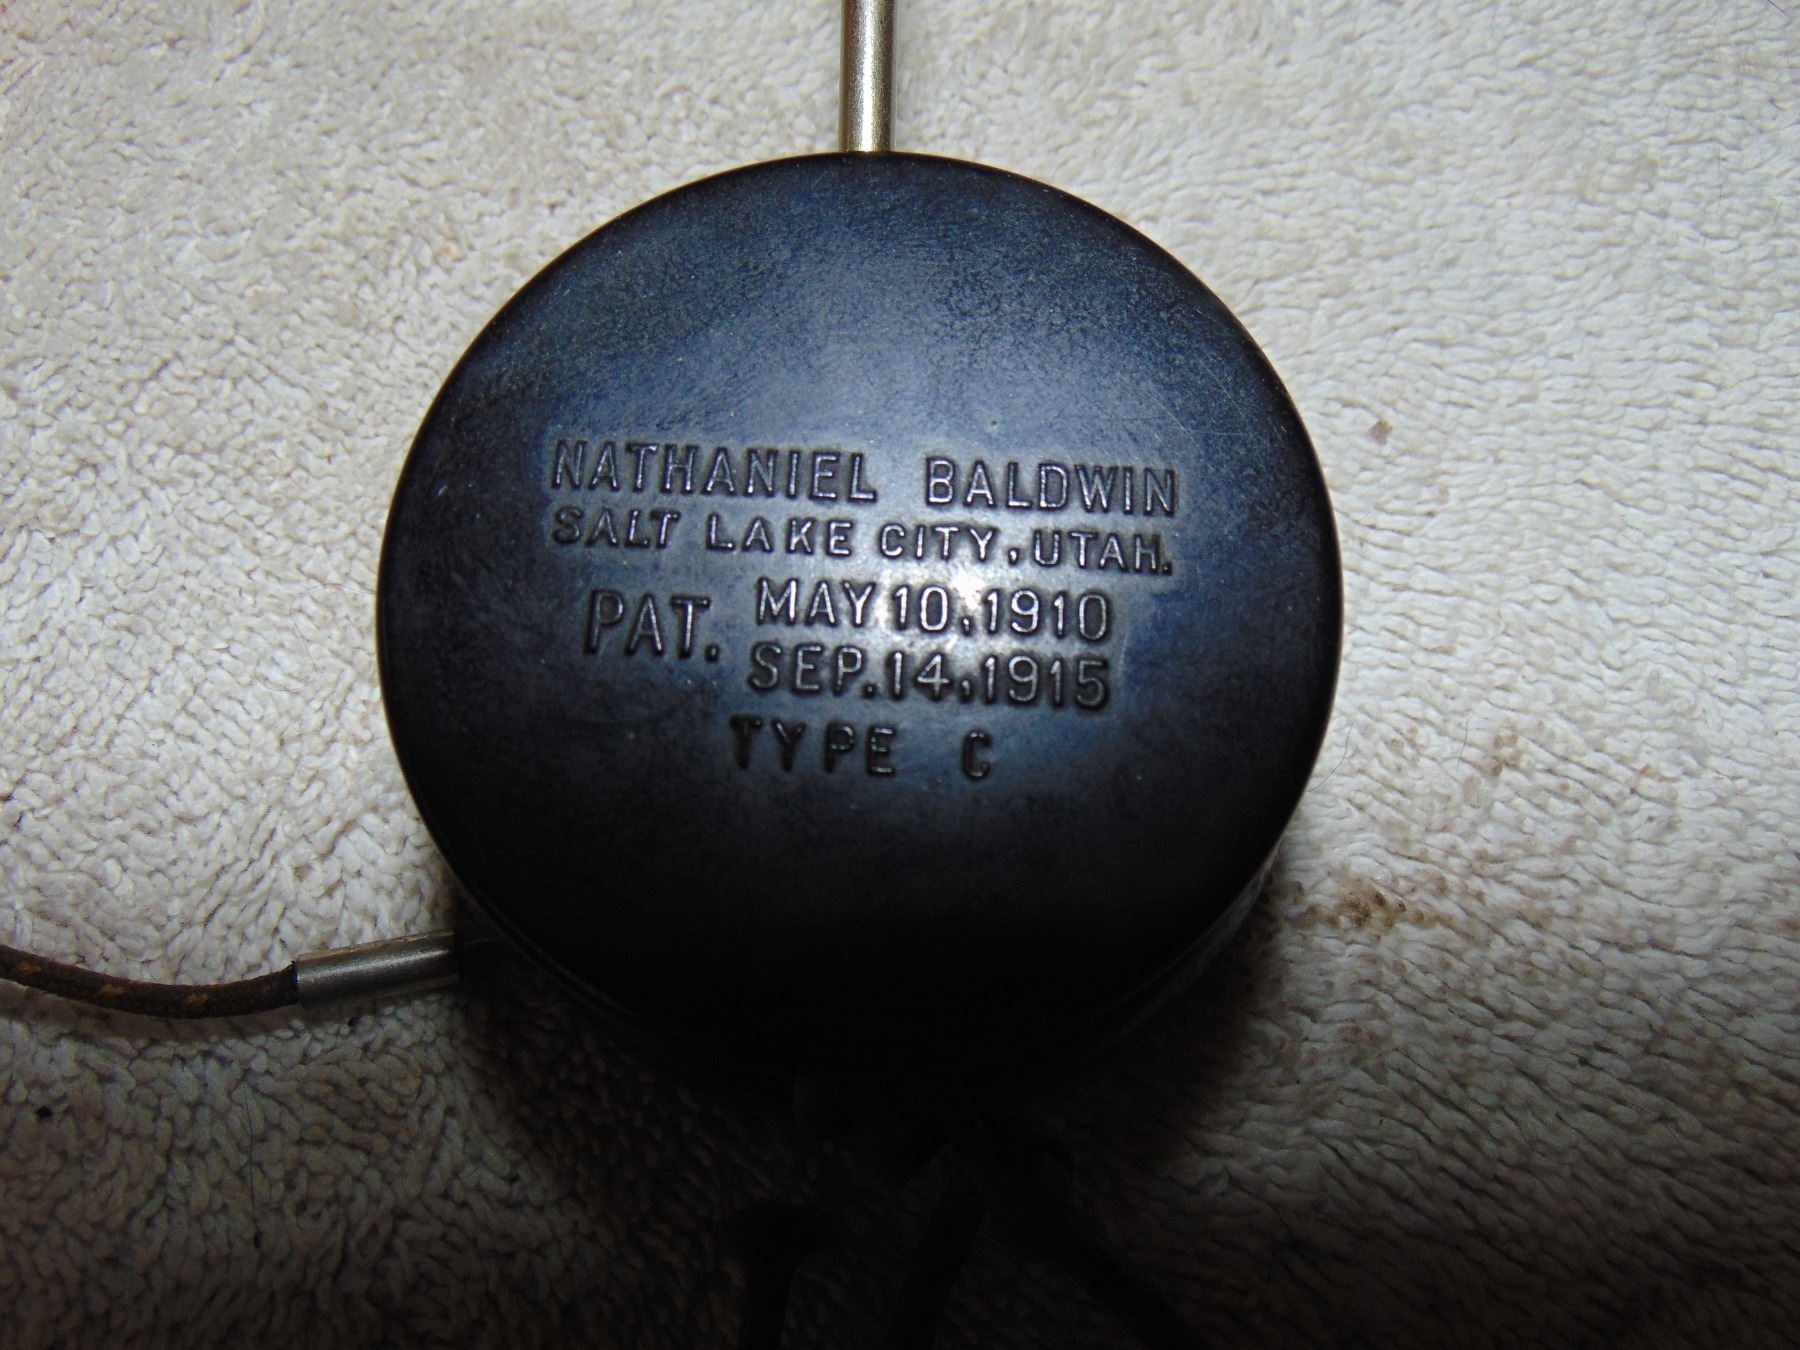 NATHANIEL BALDWIN
SALT LAKE CITY, UTAH.
PAT. MAY 10, 1910
SEP. 14, 1915
TYPE C